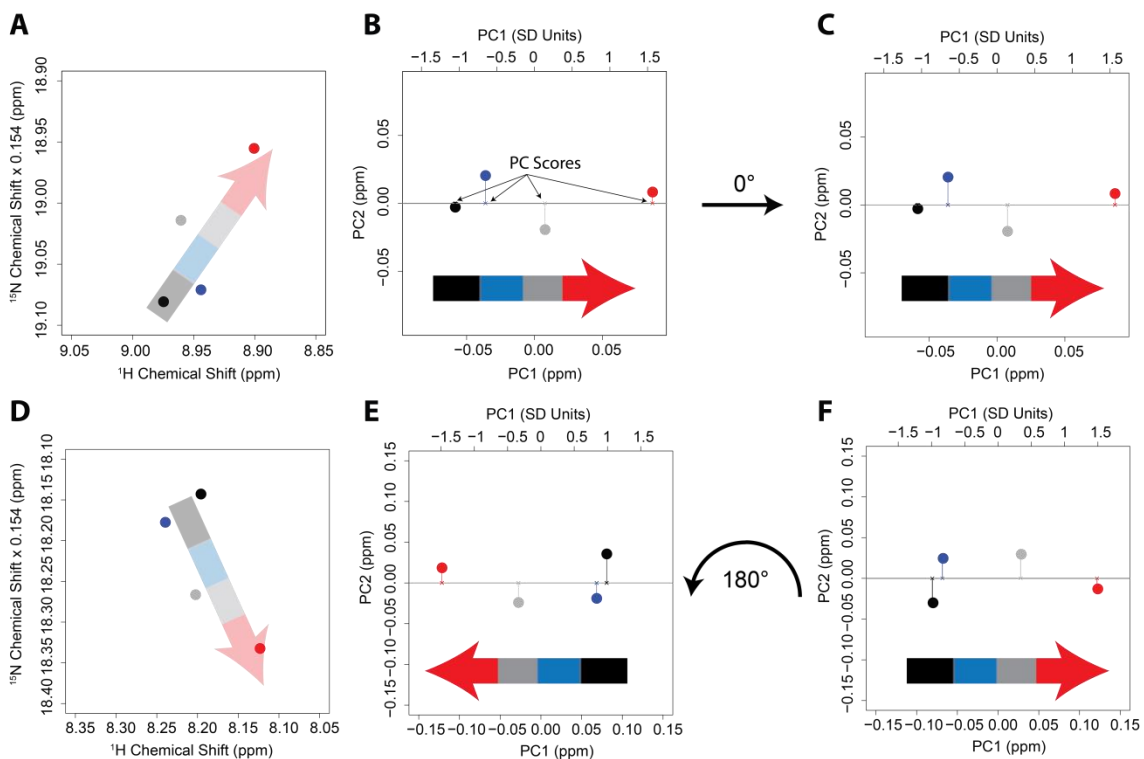 A
18.90
18.95
19.00
19.05
19.10
¹⁵N Chemical Shift x 0.154 (ppm)
9.05 9.00 8.95 8.90 8.85
¹H Chemical Shift (ppm)
B
PC1 (SD Units)
−1.5 −1 −0.5 0 0.5 1 1.5
PC Scores
0.05
0.00
−0.05
PC2 (ppm)
−0.05 0.00 0.05
PC1 (ppm)
0°
C
PC1 (SD Units)
−1.5 −1 −0.5 0 0.5 1 1.5
0.05
0.00
−0.05
PC2 (ppm)
−0.05 0.00 0.05
PC1 (ppm)
D
18.10
18.15
18.20
18.25
18.30
18.35
18.40
¹⁵N Chemical Shift x 0.154 (ppm)
8.35 8.30 8.25 8.20 8.15 8.10 8.05
¹H Chemical Shift (ppm)
E
PC1 (SD Units)
−1.5 −1 −0.5 0 0.5 1 1.5
0.15
0.10
0.05
0.00
−0.05
−0.10
−0.15
PC2 (ppm)
−0.15 −0.10 −0.05 0.00 0.05 0.10 0.15
PC1 (ppm)
180°
F
PC1 (SD Units)
−1.5 −1 −0.5 0 0.5 1 1.5
0.15
0.10
0.05
0.00
−0.05
−0.10
−0.15
PC2 (ppm)
−0.15 −0.10 −0.05 0.00 0.05 0.10 0.15
PC1 (ppm)